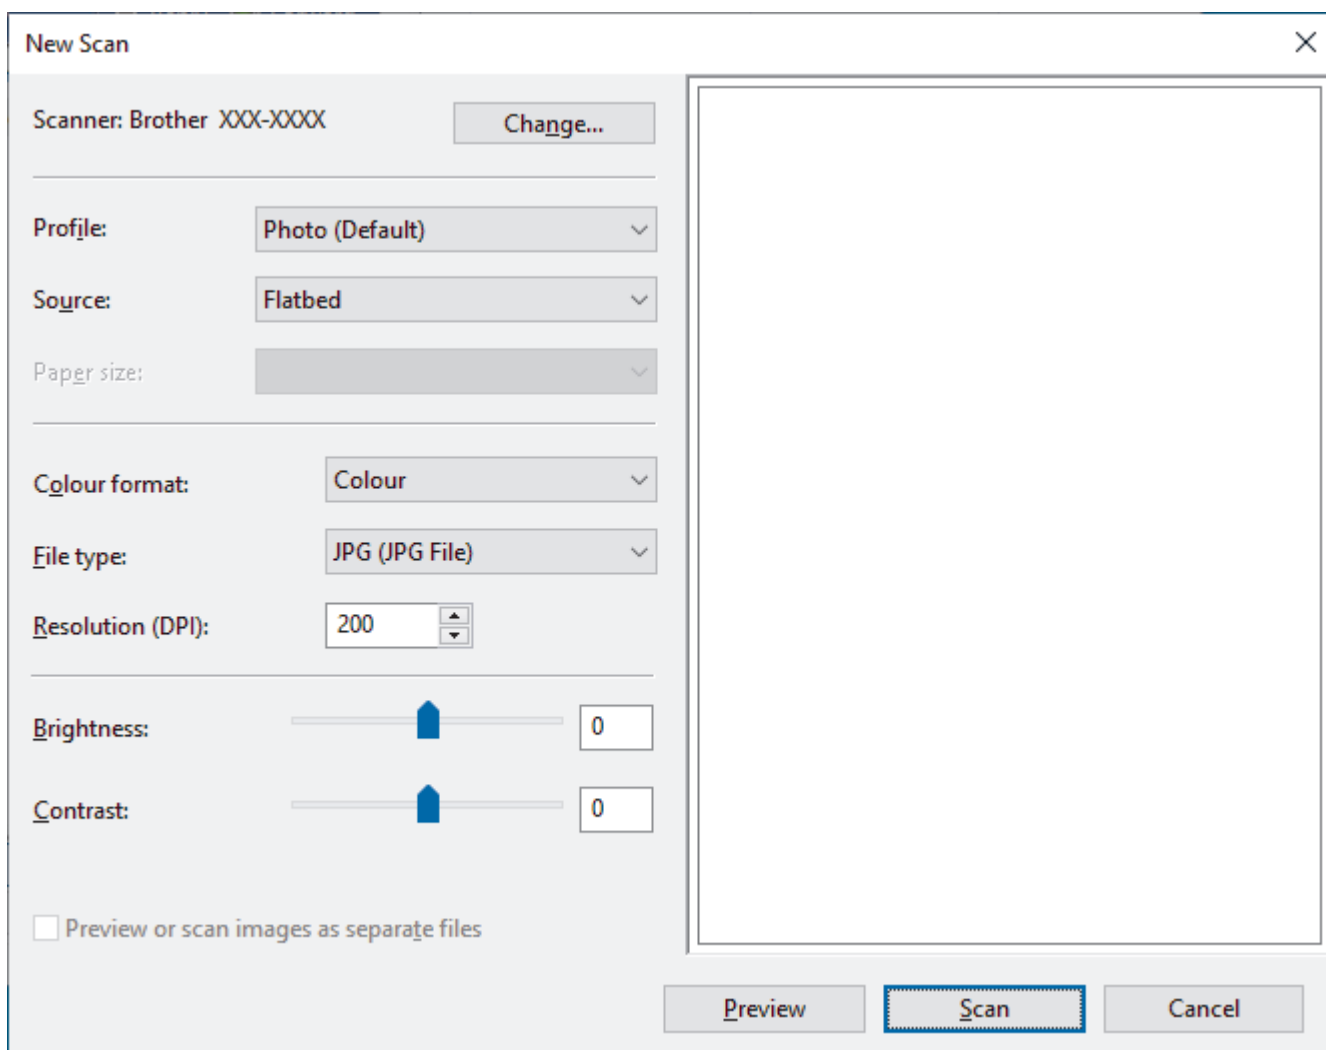 New Scan
Scanner: Brother XXX-XXXX
Change...
Profile:
Photo (Default)
Source:
Flatbed
Paper size:
Colour format:
Colour
File type:
JPG (JPG File)
Resolution (DPI):
200
Brightness:
0
Contrast:
0
Preview or scan images as separate files
Preview
Scan
Cancel